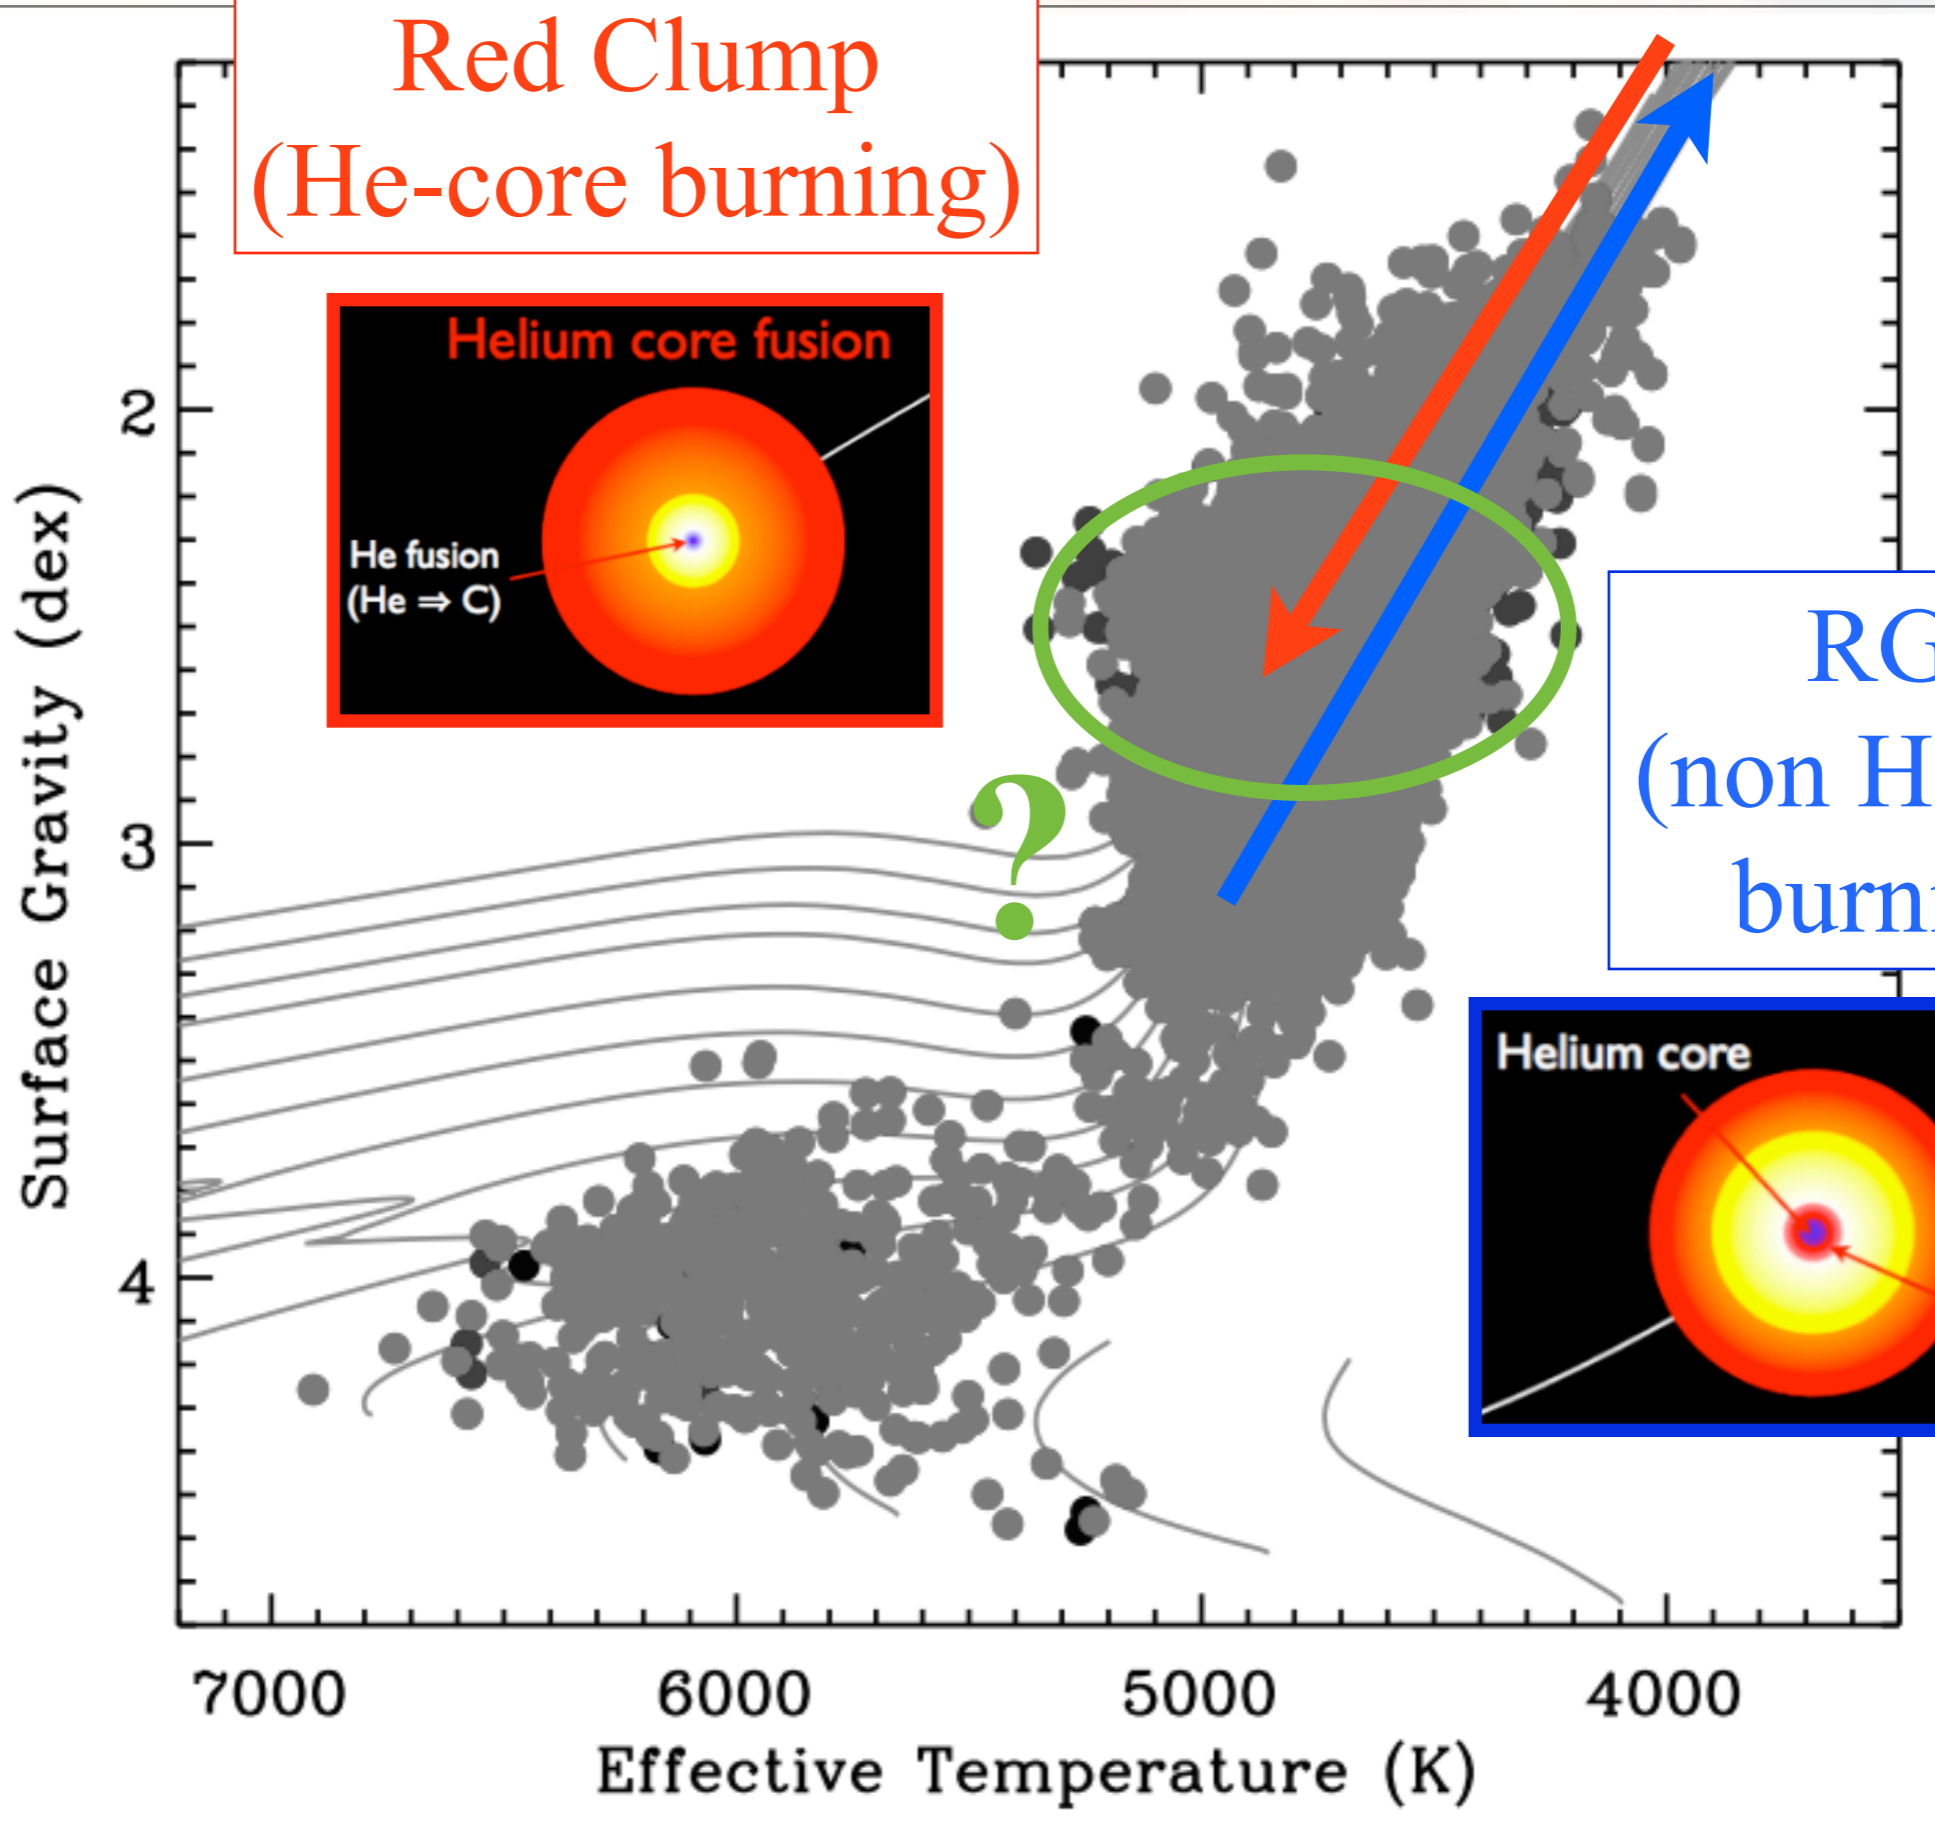 Red Clump
(He-core burning)
Helium core fusion
He fusion
(He ⇒ C)
?
RG
(non H
burn
Helium core
2
3
4
Surface Gravity (dex)
7000 6000 5000 4000
Effective Temperature (K)